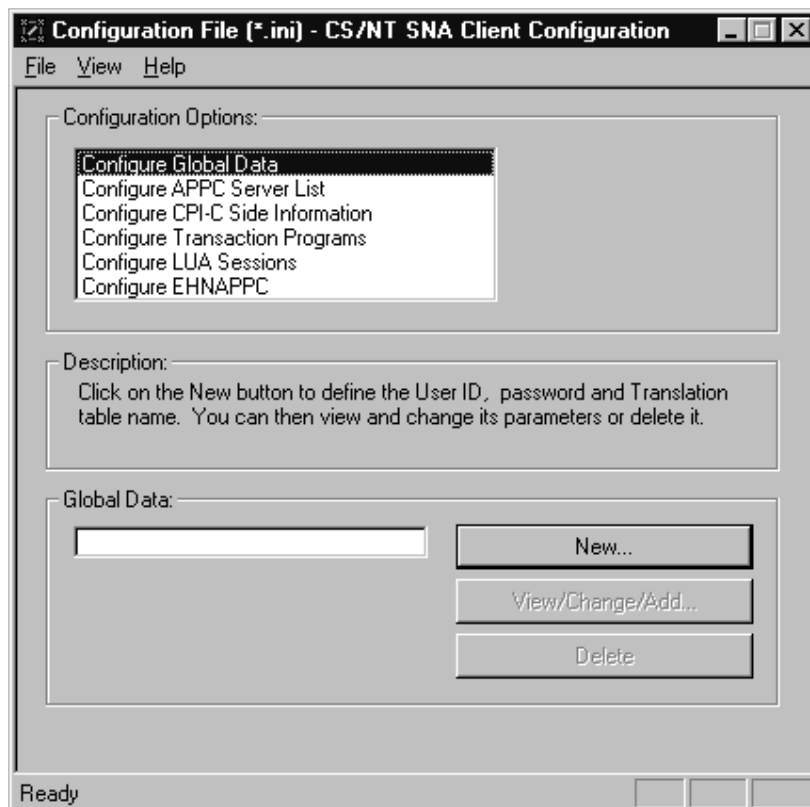 Configuration File (*.ini) - CS/NT SNA Client Configuration
File View Help
Configuration Options:
Configure Global Data
Configure APPC Server List
Configure CPI-C Side Information
Configure Transaction Programs
Configure LUA Sessions
Configure EHNAPPC
Description:
Click on the New button to define the User ID, password and Translation
table name. You can then view and change its parameters or delete it.
Global Data:
New...
View/Change/Add...
Delete
Ready